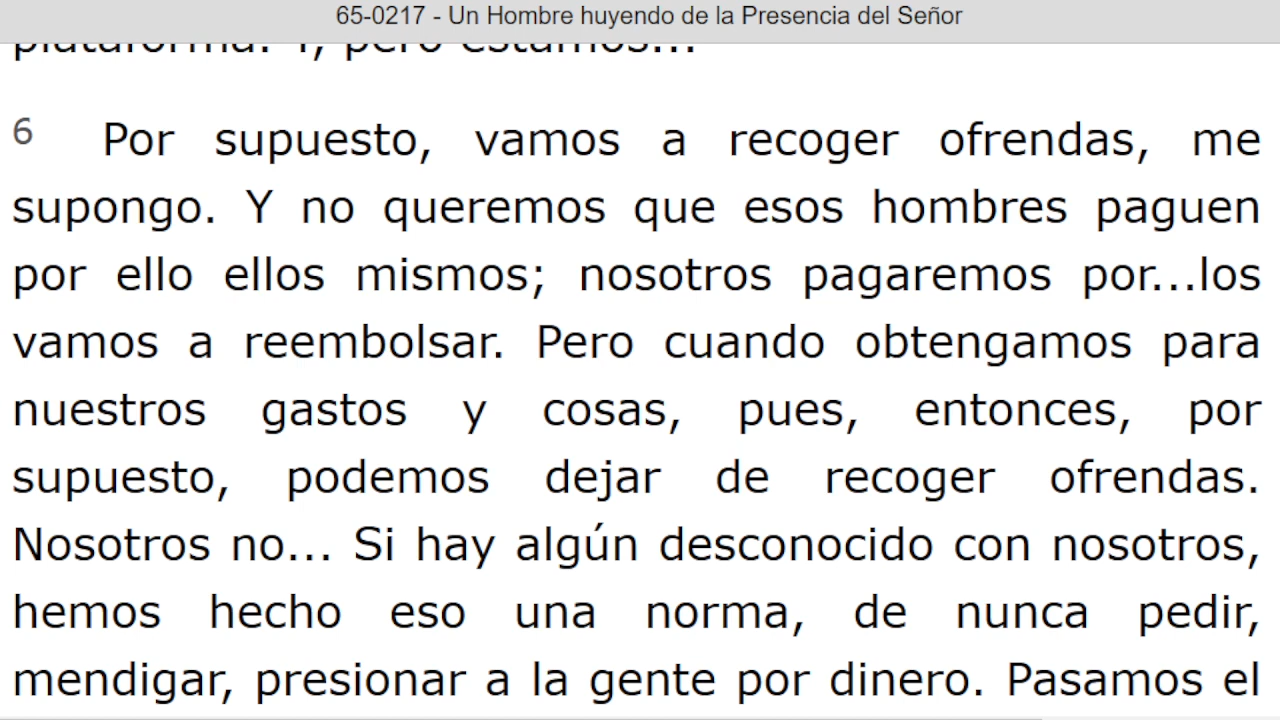 65-0217 - Un Hombre huyendo de la Presencia del Señor
plataforma. Y, pero estamos...
6 Por supuesto, vamos a recoger ofrendas, me
supongo. Y no queremos que esos hombres paguen
por ello ellos mismos; nosotros pagaremos por...los
vamos a reembolsar. Pero cuando obtengamos para
nuestros gastos y cosas, pues, entonces, por
supuesto, podemos dejar de recoger ofrendas.
Nosotros no... Si hay algún desconocido con nosotros,
hemos hecho eso una norma, de nunca pedir,
mendigar, presionar a la gente por dinero. Pasamos el